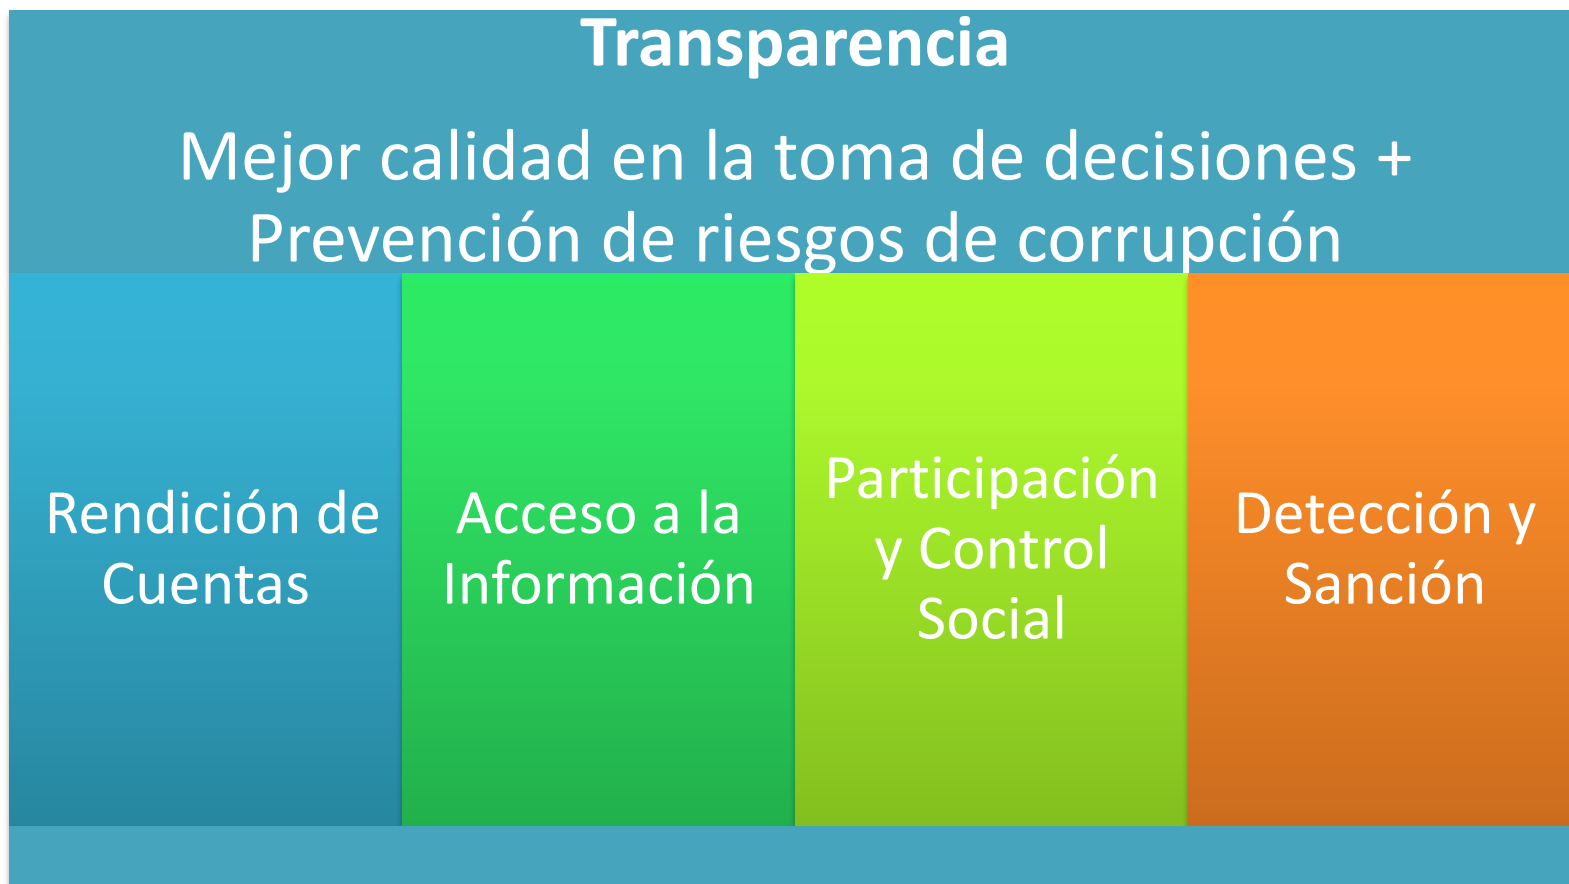 Transparencia
Mejor calidad en la toma de decisiones +
Prevención de riesgos de corrupción
Rendición de
Cuentas
Acceso a la
Información
Participación
y Control
Social
Detección y
Sanción